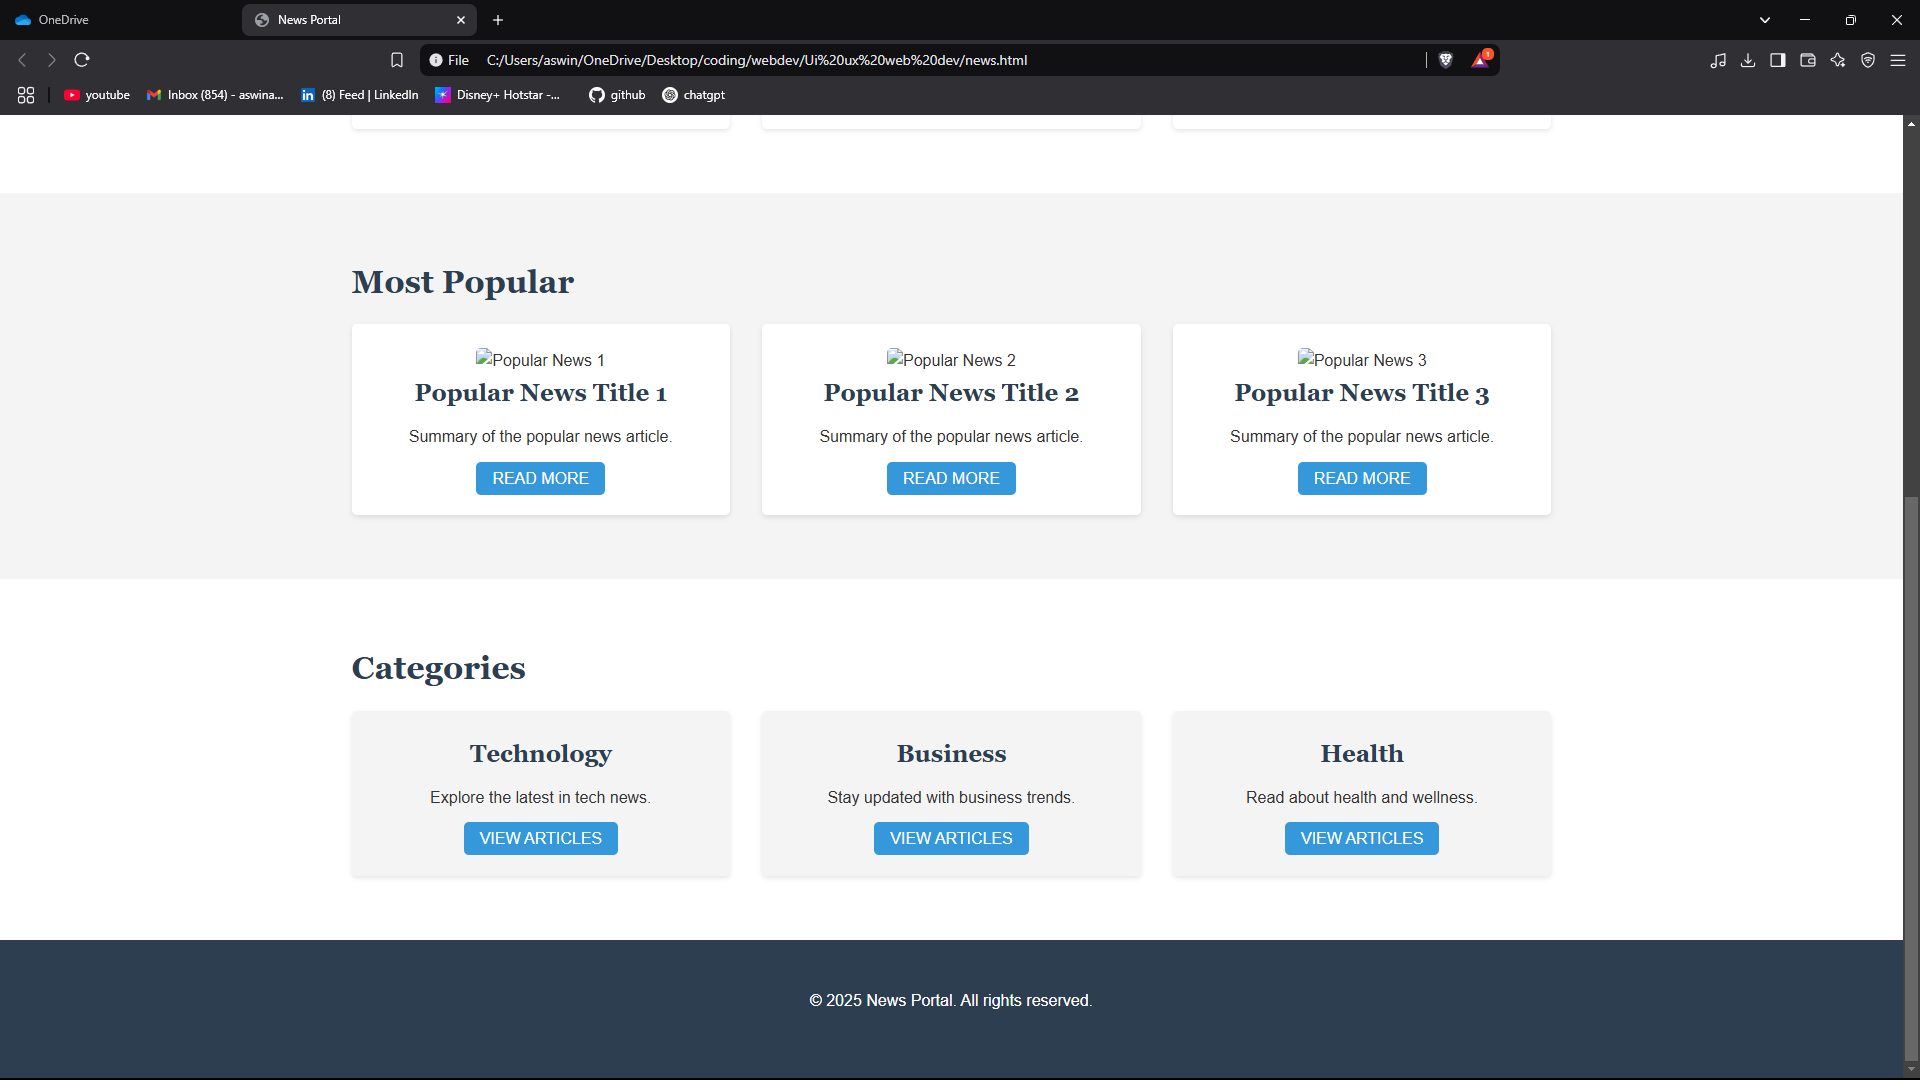 OneDrive
News Portal
File C:/Users/aswin/OneDrive/Desktop/coding/webdev/Ui%20ux%20web%20dev/news.html
1
youtube Inbox (854) - aswina... (8) Feed | LinkedIn Disney+ Hotstar -... github chatgpt
Most Popular
Popular News 1 Popular News 2 Popular News 3
Popular News Title 1 Popular News Title 2 Popular News Title 3
Summary of the popular news article. Summary of the popular news article. Summary of the popular news article.
READ MORE READ MORE READ MORE
Categories
Technology Business Health
Explore the latest in tech news. Stay updated with business trends. Read about health and wellness.
VIEW ARTICLES VIEW ARTICLES VIEW ARTICLES
© 2025 News Portal. All rights reserved.